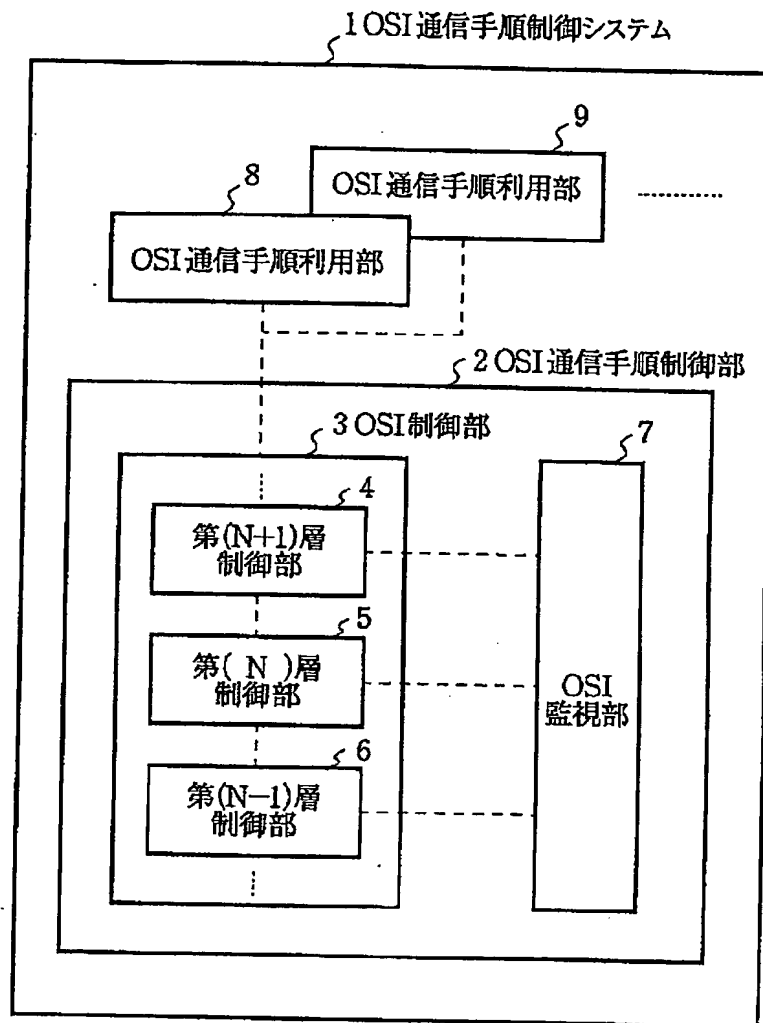 1 OSI通信手順制御システム
9
OSI通信手順利用部
8
OSI通信手順利用部
2 OSI通信手順制御部
3 OSI制御部
7
4
第(N+1)層
制御部
5
第( N )層
制御部
OSI
監視部
6
第(N−1)層
制御部